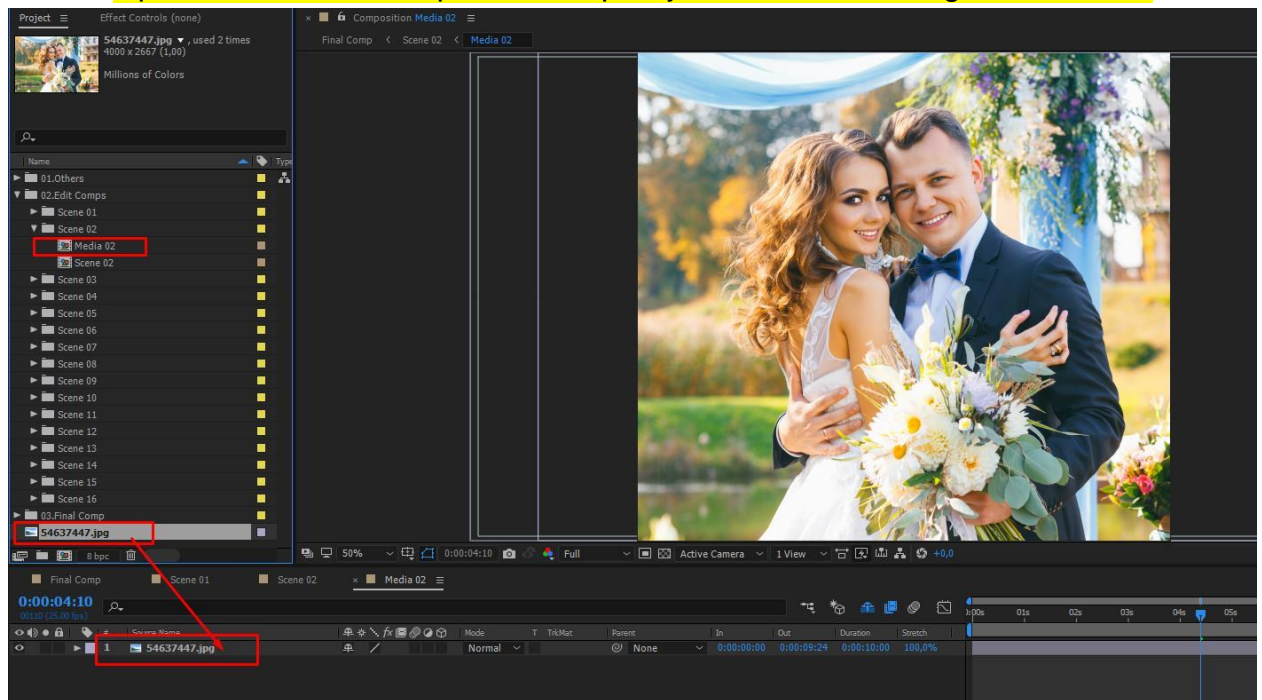 Project ≡ Effect Controls (none)
54637447.jpg ▼ , used 2 times
4000 x 2667 (1,00)
Millions of Colors
Name Type
01.Others
02.Edit Comps
Scene 01
Scene 02
Media 02
Scene 02
Scene 03
Scene 04
Scene 05
Scene 06
Scene 07
Scene 08
Scene 09
Scene 10
Scene 11
Scene 12
Scene 13
Scene 14
Scene 15
Scene 16
03.Final Comp
54637447.jpg
8 bpc
× Composition Media 02 ≡
Final Comp < Scene 02 < Media 02
50% 0:00:04:10 Full Active Camera 1 View +0,0
Final Comp Scene 01 Scene 02 × Media 02 ≡
0:00:04:10
00110 (25.00 fps)
0:00s 01s 02s 03s 04s 05s
# Source Name Mode T TrkMat Parent In Out Duration Stretch
1 54637447.jpg Normal None 0:00:00:00 0:00:09:24 0:00:10:00 100,0%